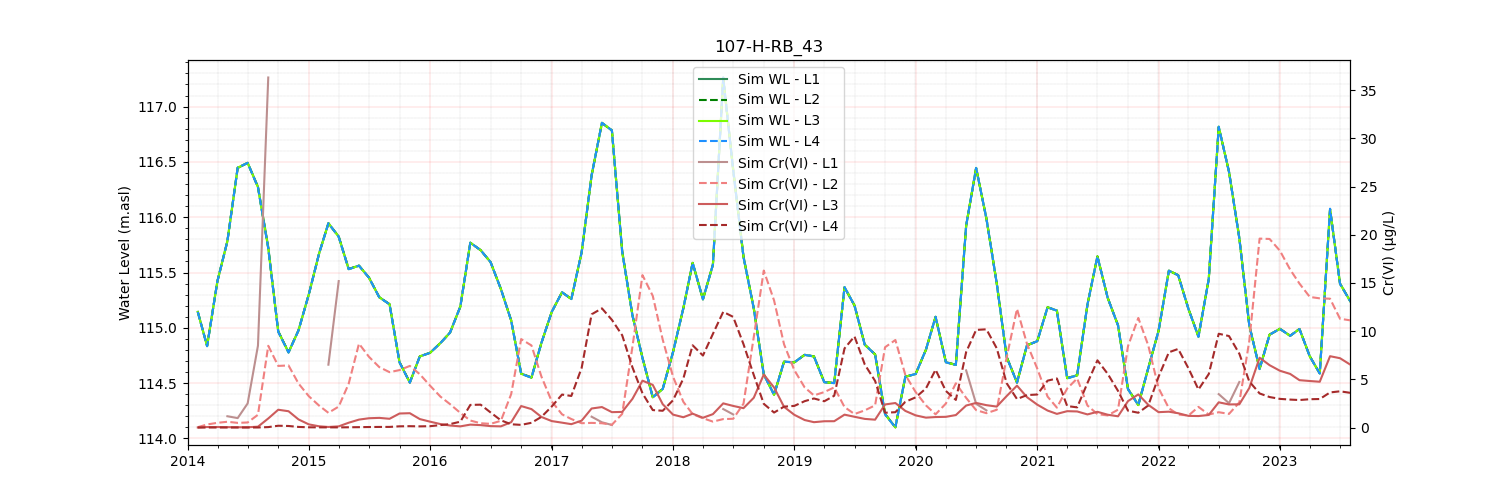 107-H-RB_43
Sim WL - L1
Sim WL - L2
Sim WL - L3
Sim WL - L4
Sim Cr(VI) - L1
Sim Cr(VI) - L2
Sim Cr(VI) - L3
Sim Cr(VI) - L4
Water Level (m.asl)
117.0
116.5
116.0
115.5
115.0
114.5
114.0
Cr(VI) (µg/L)
35
30
25
20
15
10
5
0
2014 2015 2016 2017 2018 2019 2020 2021 2022 2023